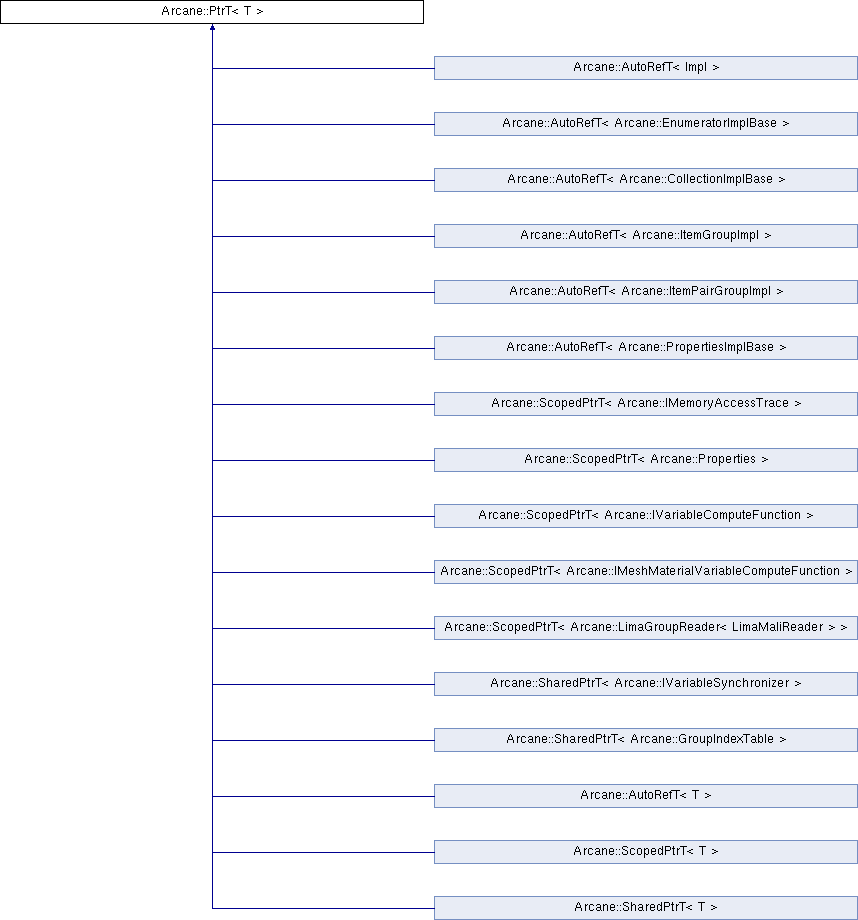 Arcane::PtrT< T >
Arcane::AutoRefT< Impl >
Arcane::AutoRefT< Arcane::EnumeratorImplBase >
Arcane::AutoRefT< Arcane::CollectionImplBase >
Arcane::AutoRefT< Arcane::ItemGroupImpl >
Arcane::AutoRefT< Arcane::ItemPairGroupImpl >
Arcane::AutoRefT< Arcane::PropertiesImplBase >
Arcane::ScopedPtrT< Arcane::IMemoryAccessTrace >
Arcane::ScopedPtrT< Arcane::Properties >
Arcane::ScopedPtrT< Arcane::IVariableComputeFunction >
Arcane::ScopedPtrT< Arcane::IMeshMaterialVariableComputeFunction >
Arcane::ScopedPtrT< Arcane::LimaGroupReader< LimaMaliReader > >
Arcane::SharedPtrT< Arcane::IVariableSynchronizer >
Arcane::SharedPtrT< Arcane::GroupIndexTable >
Arcane::AutoRefT< T >
Arcane::ScopedPtrT< T >
Arcane::SharedPtrT< T >